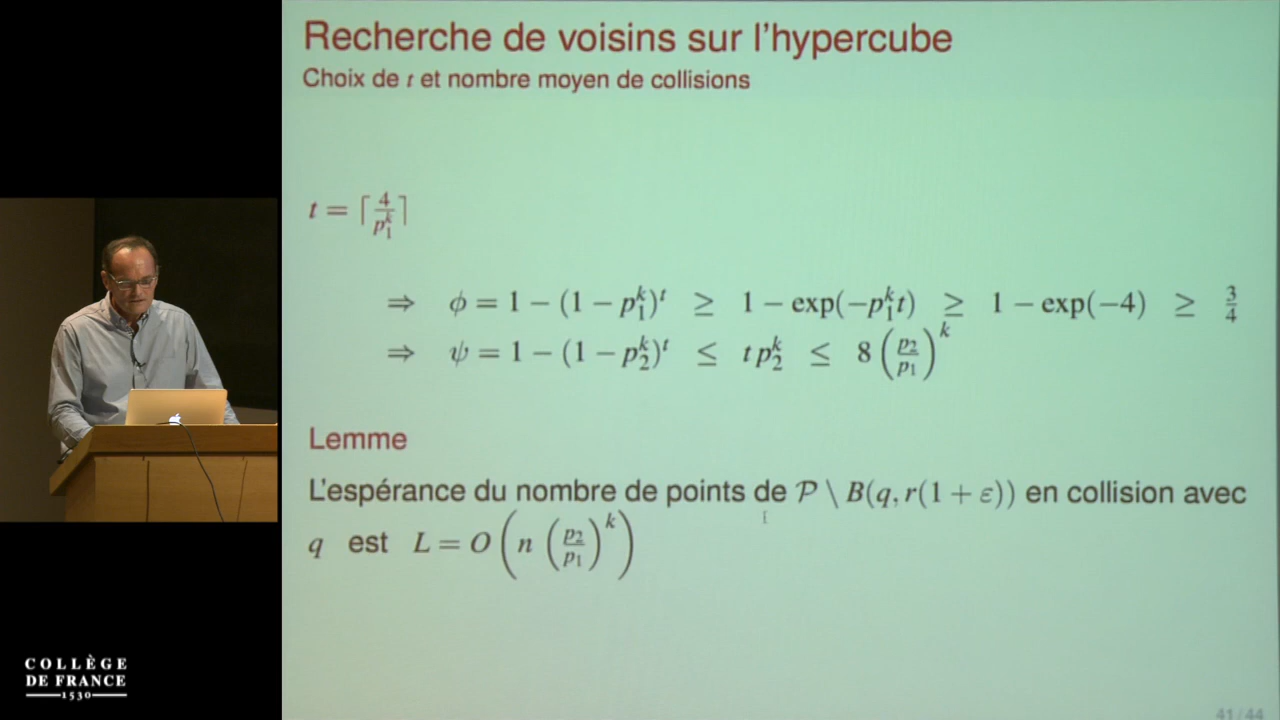 Recherche de voisins sur l'hypercube
Choix de t et nombre moyen de collisions
t = ⌈4/p₁ᵏ⌉
⇒ ϕ = 1 − (1 − p₁ᵏ)ᵗ ≥ 1 − exp(−p₁ᵏt) ≥ 1 − exp(−4) ≥ 3/4
⇒ ψ = 1 − (1 − p₂ᵏ)ᵗ ≤ t p₂ᵏ ≤ 8 (p₂/p₁)ᵏ
Lemme
L'espérance du nombre de points de 𝒫 \ B(q, r(1 + ε)) en collision avec
q est L = O(n (p₂/p₁)ᵏ)
COLLÈGE
DE FRANCE
1530
41 / 44